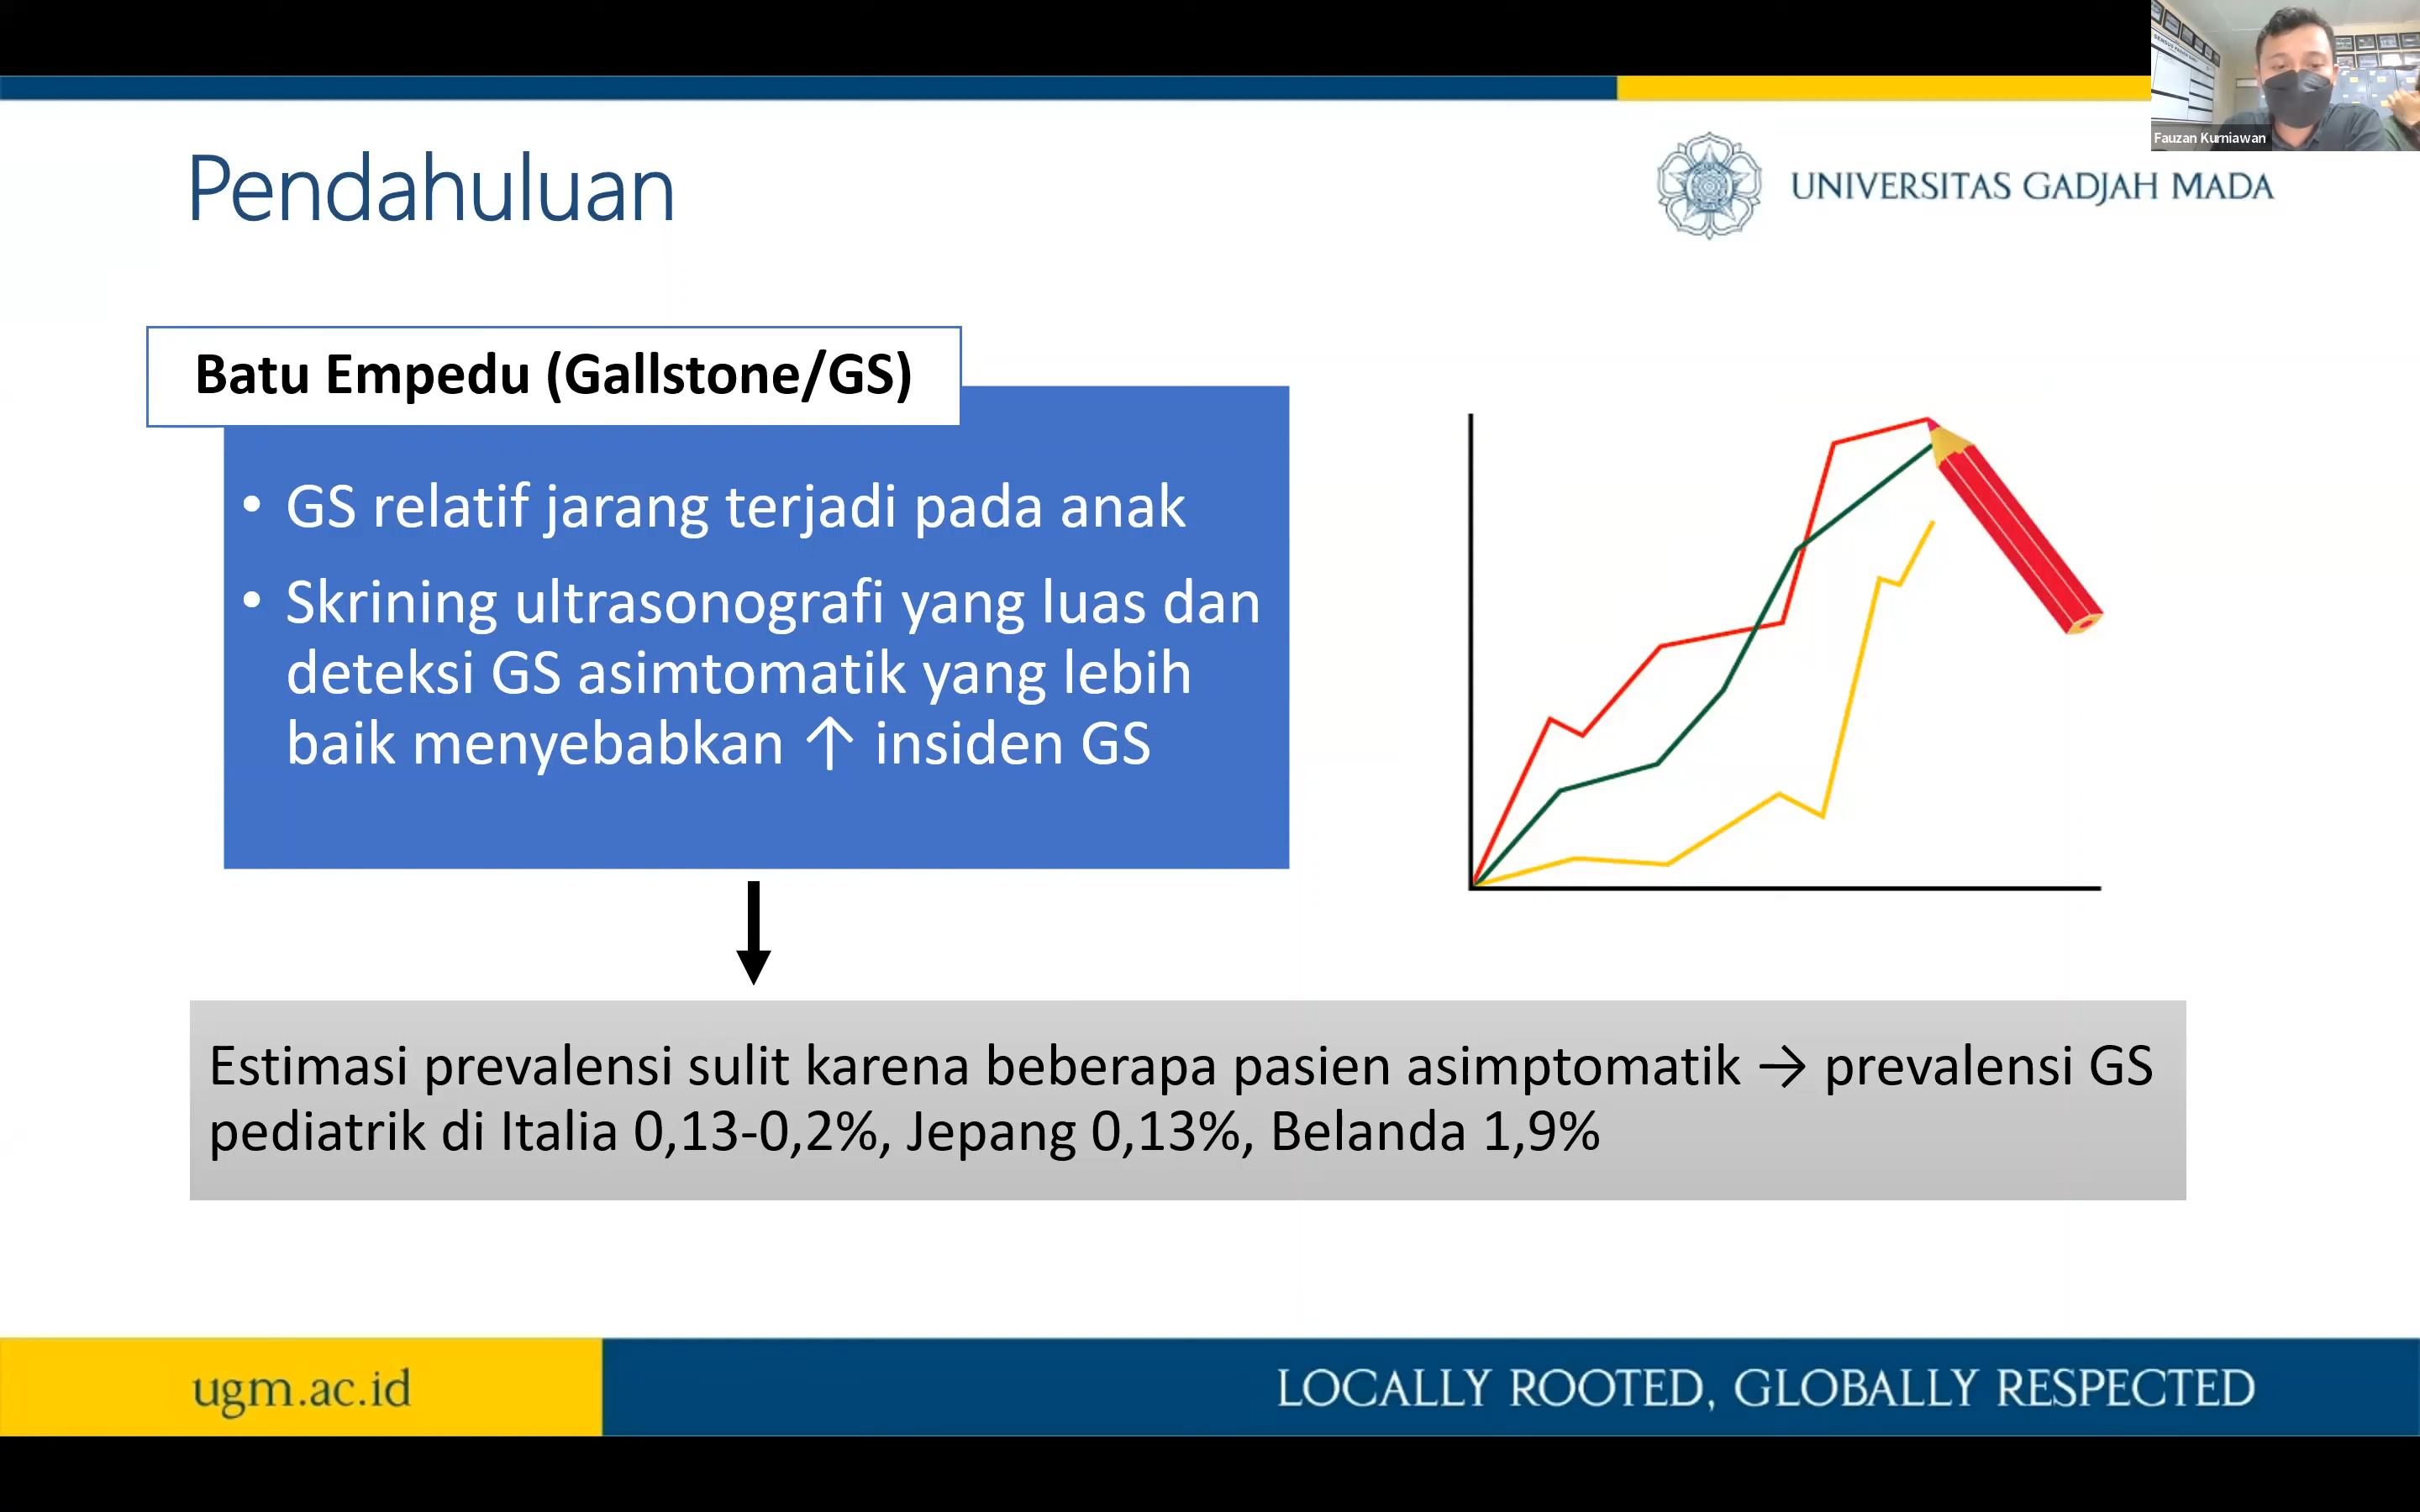 Fauzan Kurniawan
Pendahuluan
UNIVERSITAS GADJAH MADA
Batu Empedu (Gallstone/GS)
• GS relatif jarang terjadi pada anak
• Skrining ultrasonografi yang luas dan
deteksi GS asimtomatik yang lebih
baik menyebabkan ↑ insiden GS
Estimasi prevalensi sulit karena beberapa pasien asimptomatik → prevalensi GS
pediatrik di Italia 0,13-0,2%, Jepang 0,13%, Belanda 1,9%
ugm.ac.id
LOCALLY ROOTED, GLOBALLY RESPECTED